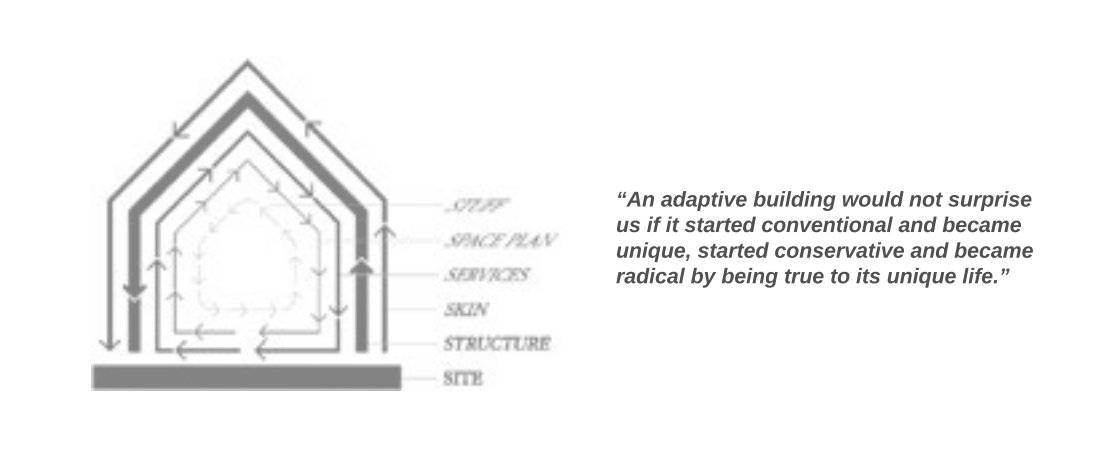 STUFF
SPACE PLAN
SERVICES
SKIN
STRUCTURE
SITE
“An adaptive building would not surprise
us if it started conventional and became
unique, started conservative and became
radical by being true to its unique life.”